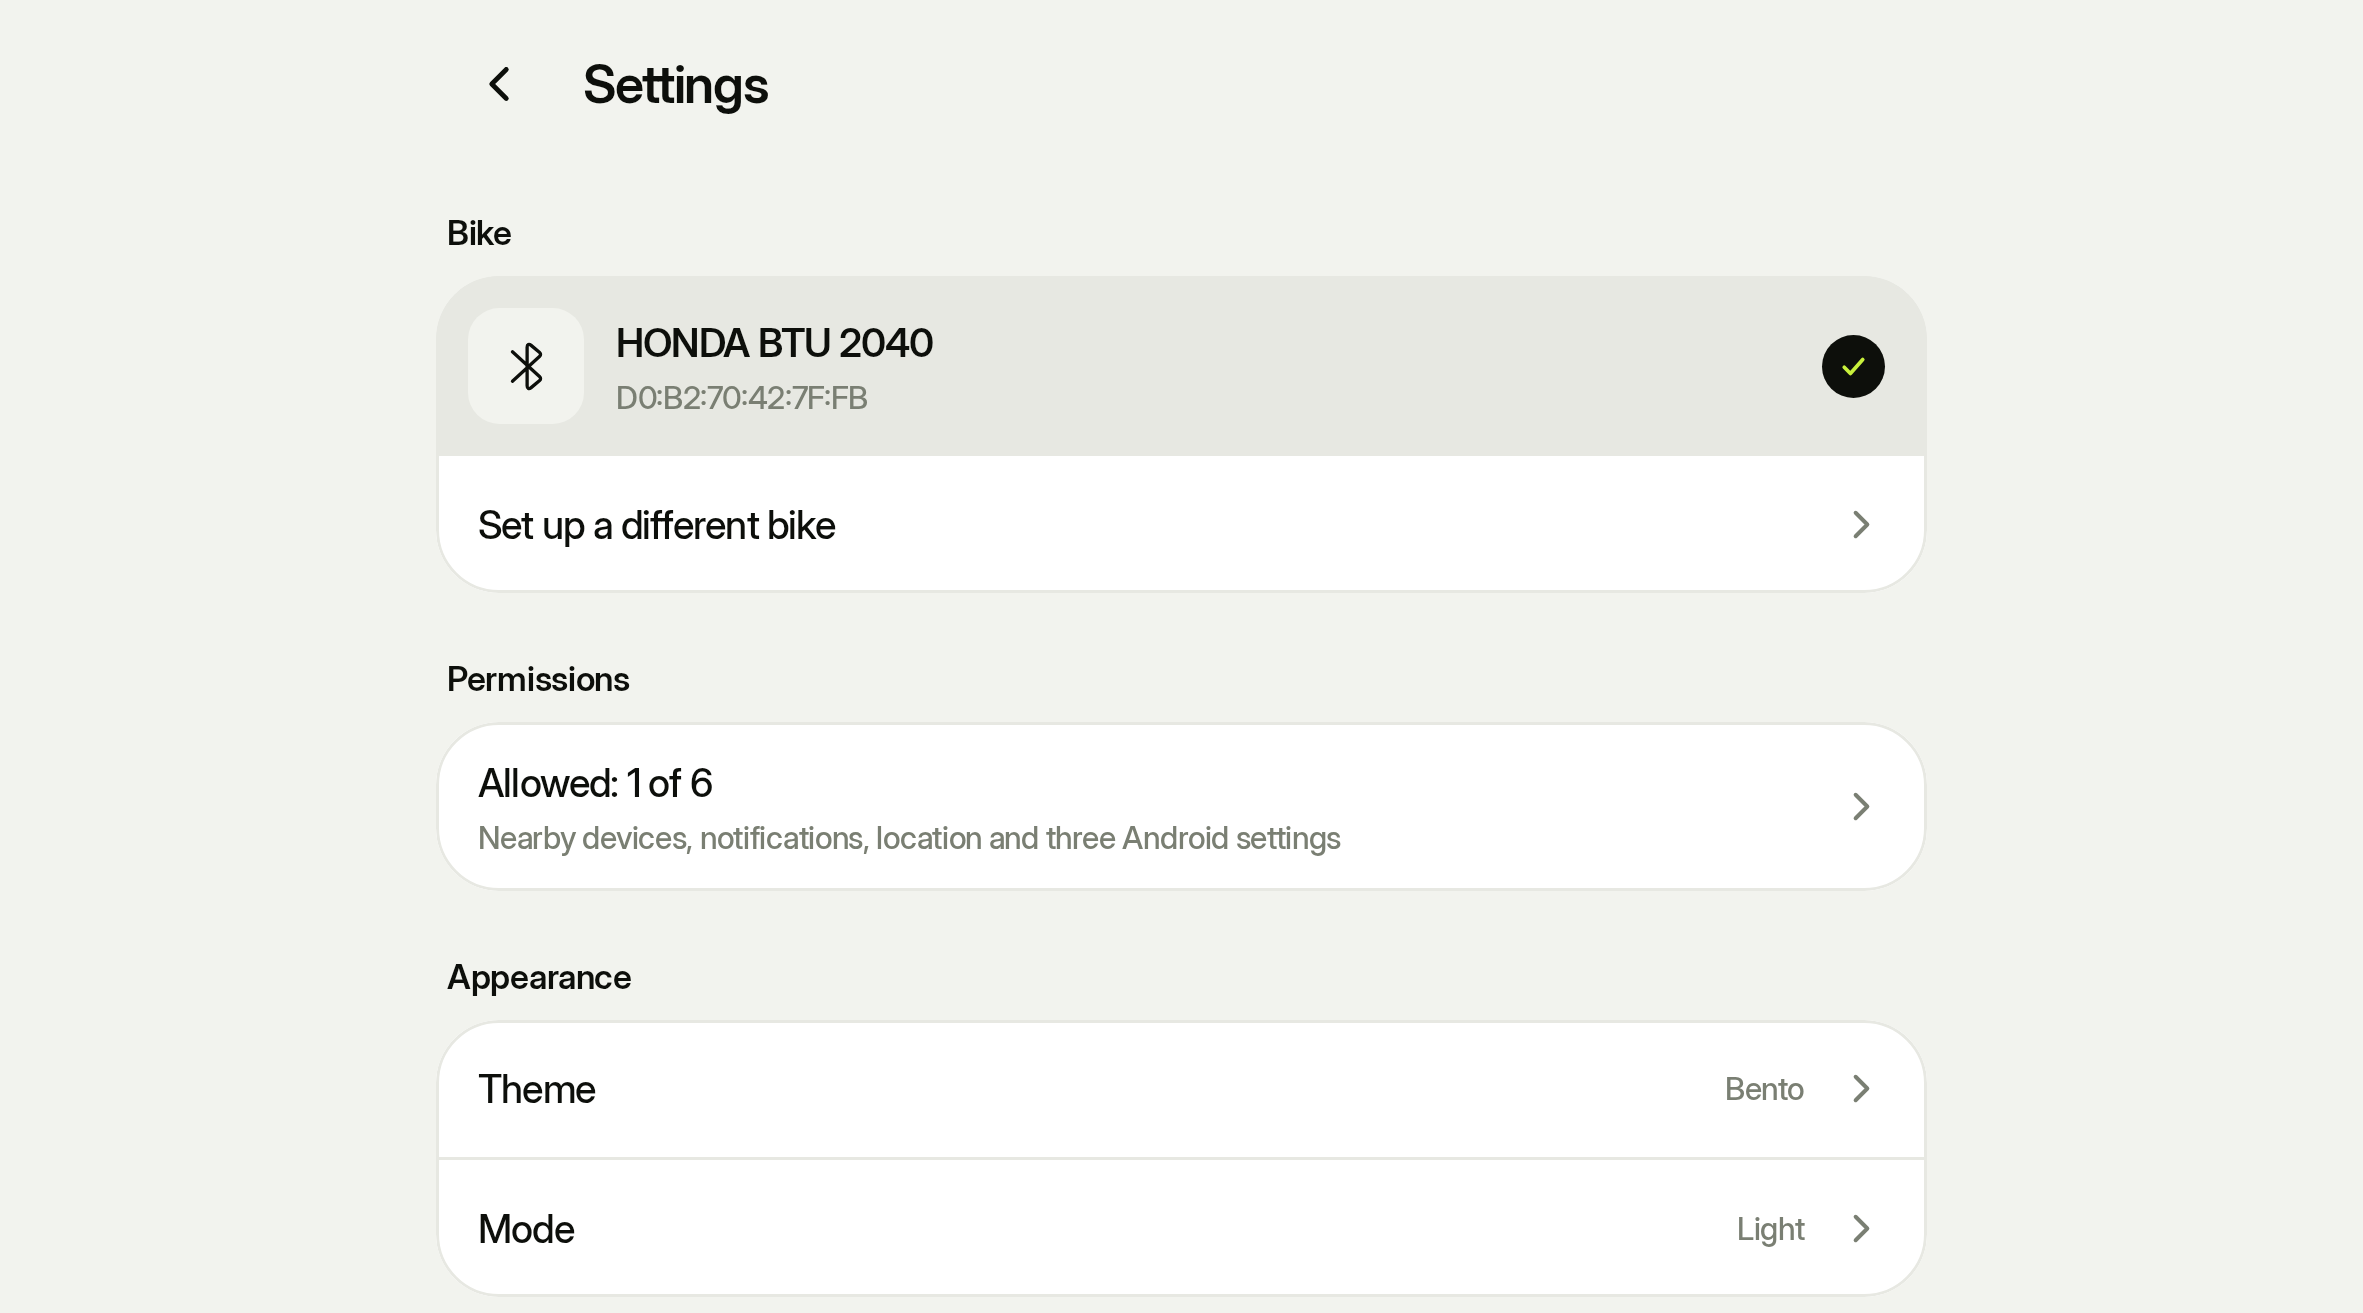 Settings
Bike
HONDA BTU 2040
D0:B2:70:42:7F:FB
Set up a different bike
Permissions
Allowed: 1 of 6
Nearby devices, notifications, location and three Android settings
Appearance
Theme
Bento
Mode
Light